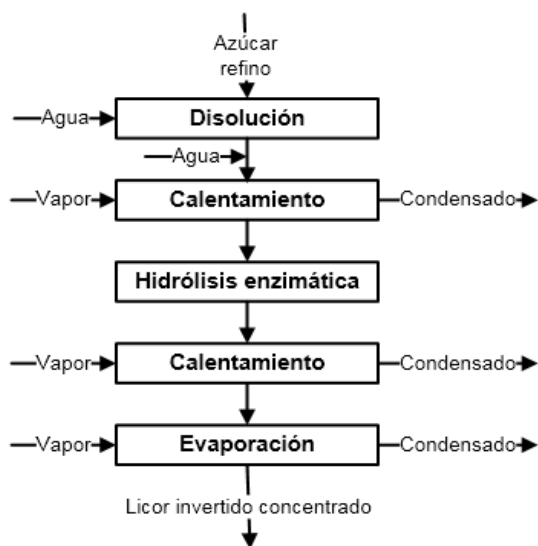 Azúcar
refino
Agua
Disolución
Agua
Vapor
Calentamiento
Condensado
Hidrólisis enzimática
Vapor
Calentamiento
Condensado
Vapor
Evaporación
Condensado
Licor invertido concentrado